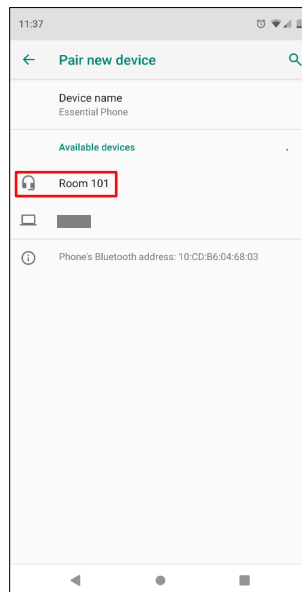 11:37
Pair new device
Device name
Essential Phone
Available devices
Room 101
Phone's Bluetooth address: 10:CD:B6:04:68:03